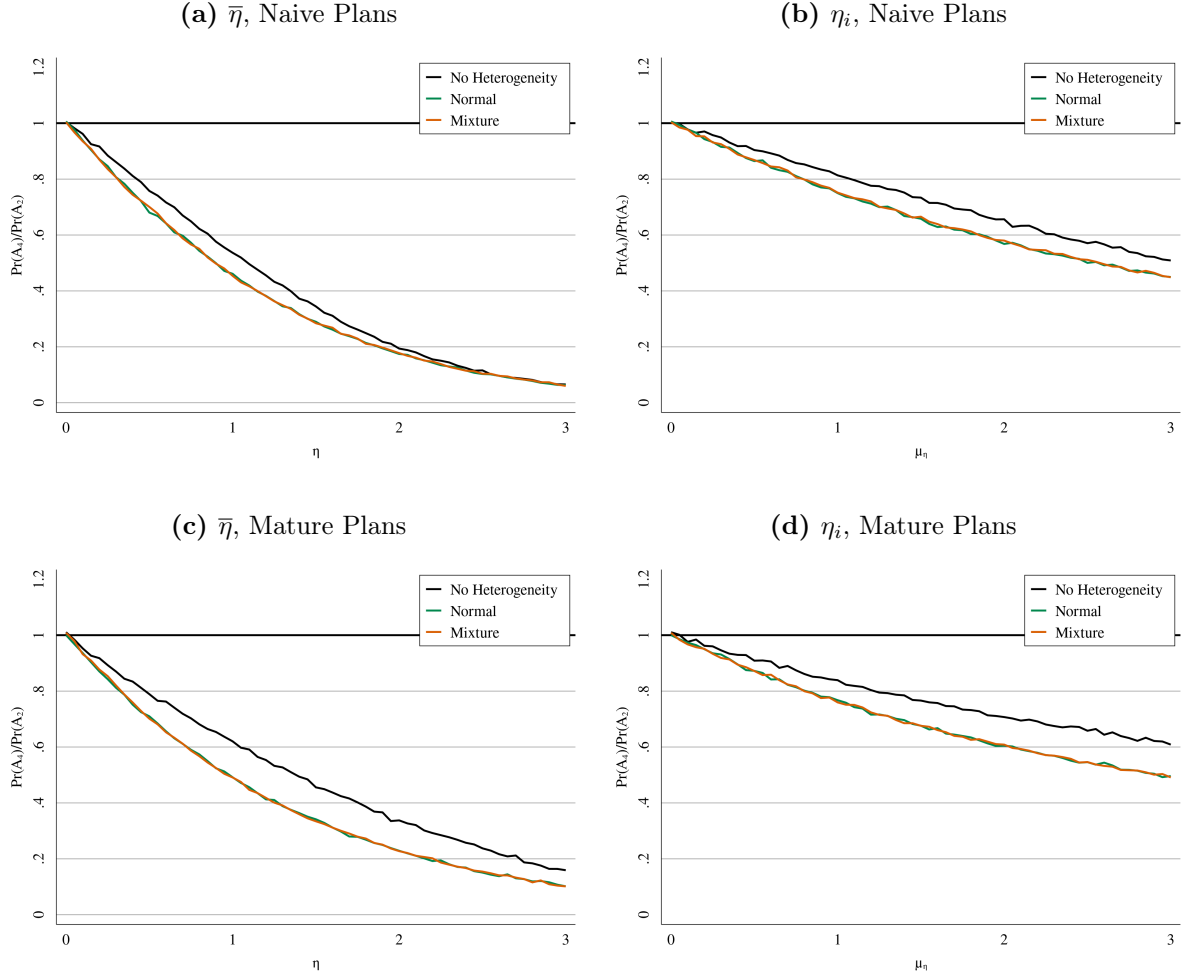 (a) η̅, Naive Plans
Pr(A₄)/Pr(A₂)
1.2
1
.8
.6
.4
.2
0
No Heterogeneity
Normal
Mixture
0 1 2 3
η
(b) ηᵢ, Naive Plans
Pr(A₄)/Pr(A₂)
1.2
1
.8
.6
.4
.2
0
No Heterogeneity
Normal
Mixture
0 1 2 3
μ_η
(c) η̅, Mature Plans
Pr(A₄)/Pr(A₂)
1.2
1
.8
.6
.4
.2
0
No Heterogeneity
Normal
Mixture
0 1 2 3
η
(d) ηᵢ, Mature Plans
Pr(A₄)/Pr(A₂)
1.2
1
.8
.6
.4
.2
0
No Heterogeneity
Normal
Mixture
0 1 2 3
μ_η